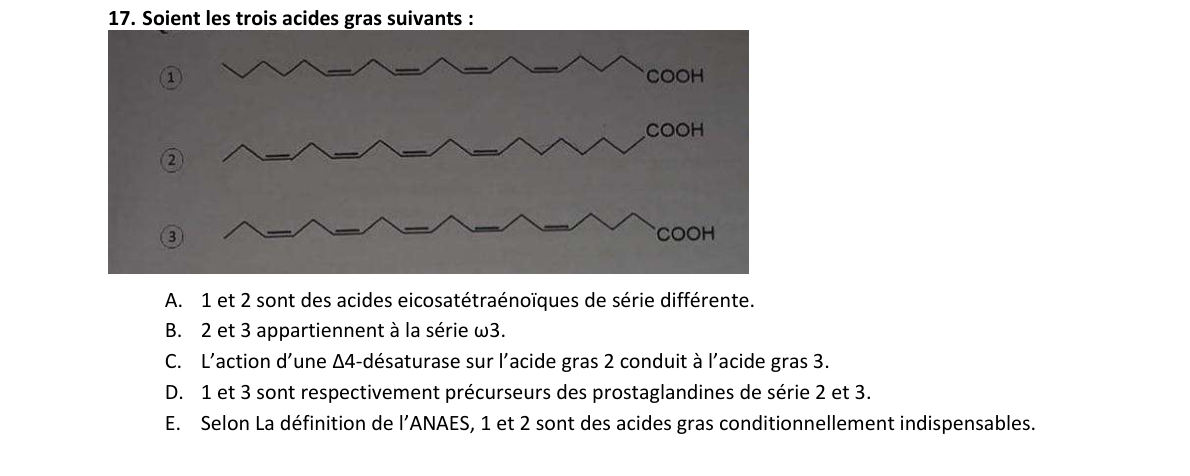 17. Soient les trois acides gras suivants :
1 COOH
2 COOH
3 COOH
A. 1 et 2 sont des acides eicosatétraénoïques de série différente.
B. 2 et 3 appartiennent à la série ω3.
C. L’action d’une Δ4-désaturase sur l’acide gras 2 conduit à l’acide gras 3.
D. 1 et 3 sont respectivement précurseurs des prostaglandines de série 2 et 3.
E. Selon La définition de l’ANAES, 1 et 2 sont des acides gras conditionnellement indispensables.